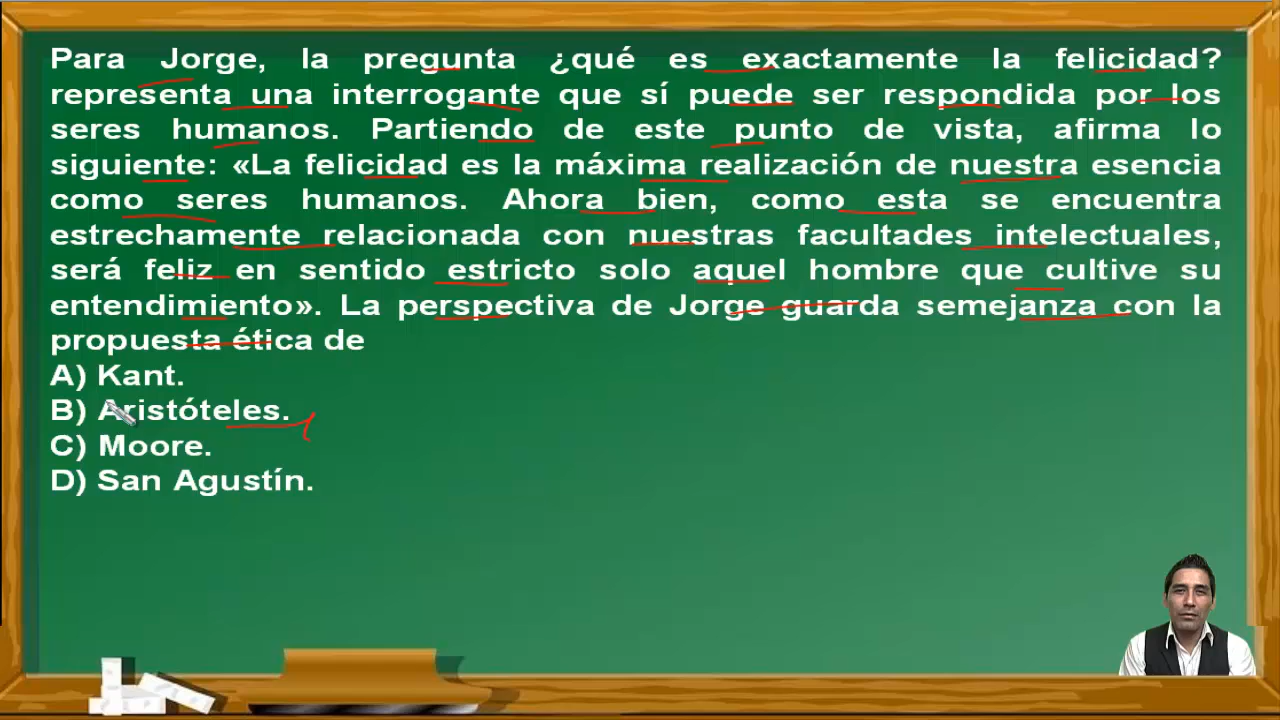 Para Jorge, la pregunta ¿qué es exactamente la felicidad?
representa una interrogante que sí puede ser respondida por los
seres humanos. Partiendo de este punto de vista, afirma lo
siguiente: «La felicidad es la máxima realización de nuestra esencia
como seres humanos. Ahora bien, como esta se encuentra
estrechamente relacionada con nuestras facultades intelectuales,
será feliz en sentido estricto solo aquel hombre que cultive su
entendimiento». La perspectiva de Jorge guarda semejanza con la
propuesta ética de
A) Kant.
B) Aristóteles.
C) Moore.
D) San Agustín.